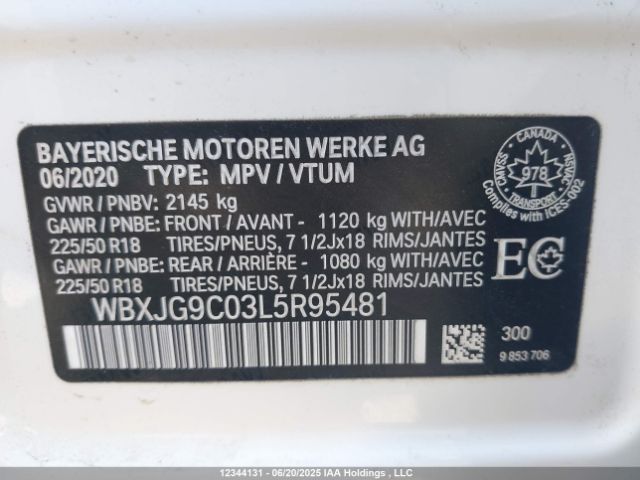 BAYERISCHE MOTOREN WERKE AG
06/2020 TYPE: MPV / VTUM
GVWR / PNBV: 2145 kg
GAWR / PNBE: FRONT / AVANT - 1120 kg WITH/AVEC
225/50 R18 TIRES/PNEUS, 7 1/2Jx18 RIMS/JANTES
GAWR / PNBE: REAR / ARRIÈRE - 1080 kg WITH/AVEC
225/50 R18 TIRES/PNEUS, 7 1/2Jx18 RIMS/JANTES
WBXJG9C03L5R95481
CANADA
CMVSS
978
NSVAC
TRANSPORT
Complies with ICES-002
EC
300
9 853 706
12344131 - 06/20/2025 IAA Holdings , LLC